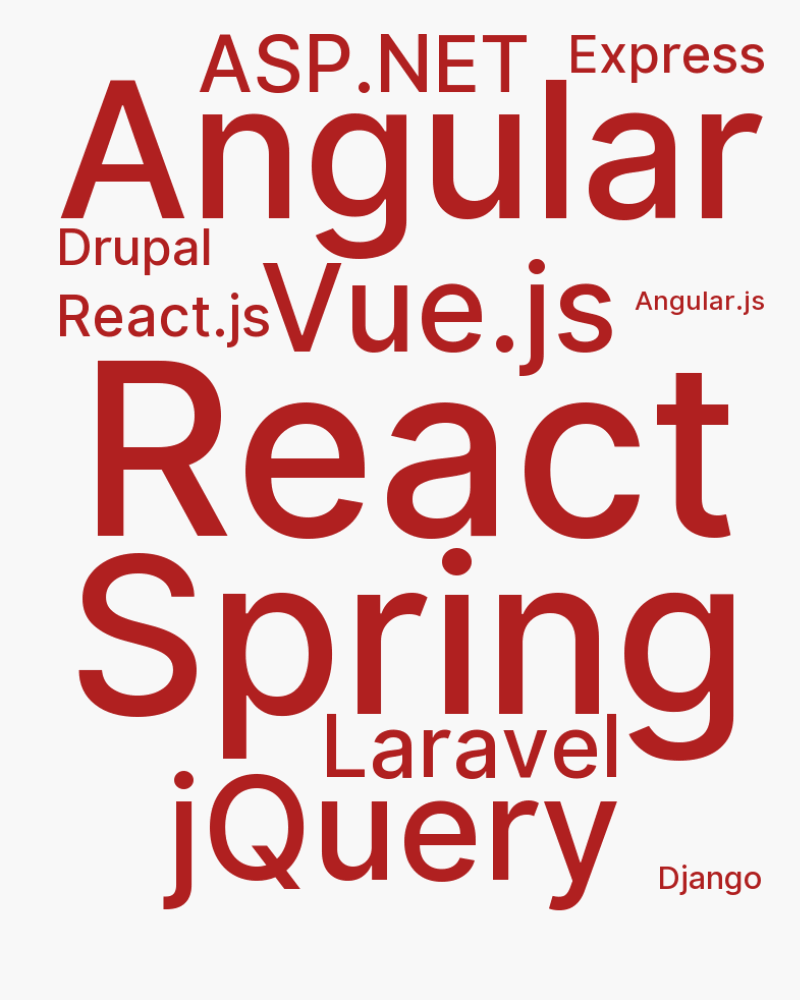 ASP.NET Express
Angular
Drupal
React.js Vue.js Angular.js
React
Spring
Laravel
jQuery
Django